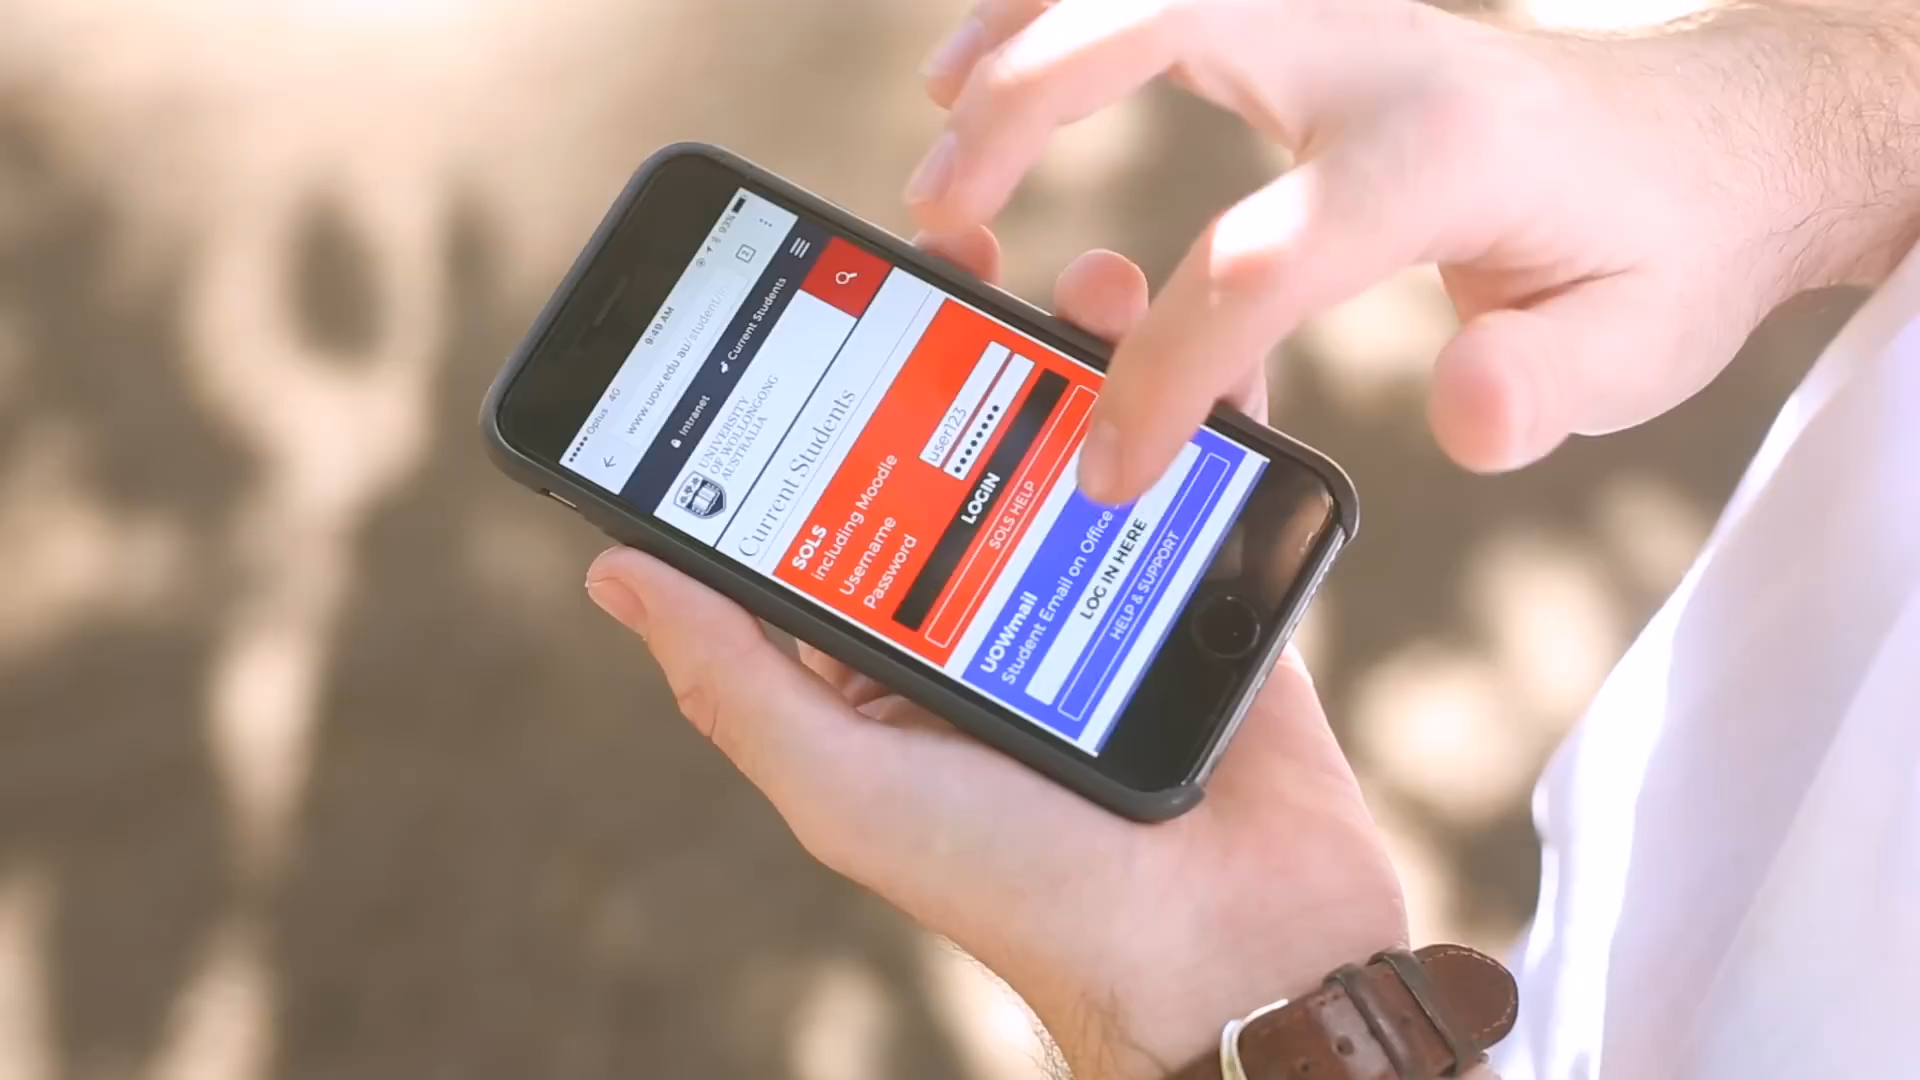 Optus 4G 9:49 AM 93%
www.uow.edu.au/student/
2
Intranet Current Students
UNIVERSITY
OF WOLLONGONG
AUSTRALIA
Current Students
SOLS
including Moodle
Username user123
Password ••••••••
LOGIN
SOLS HELP
UOWmail
Student Email on Office
LOG IN HERE
HELP & SUPPORT